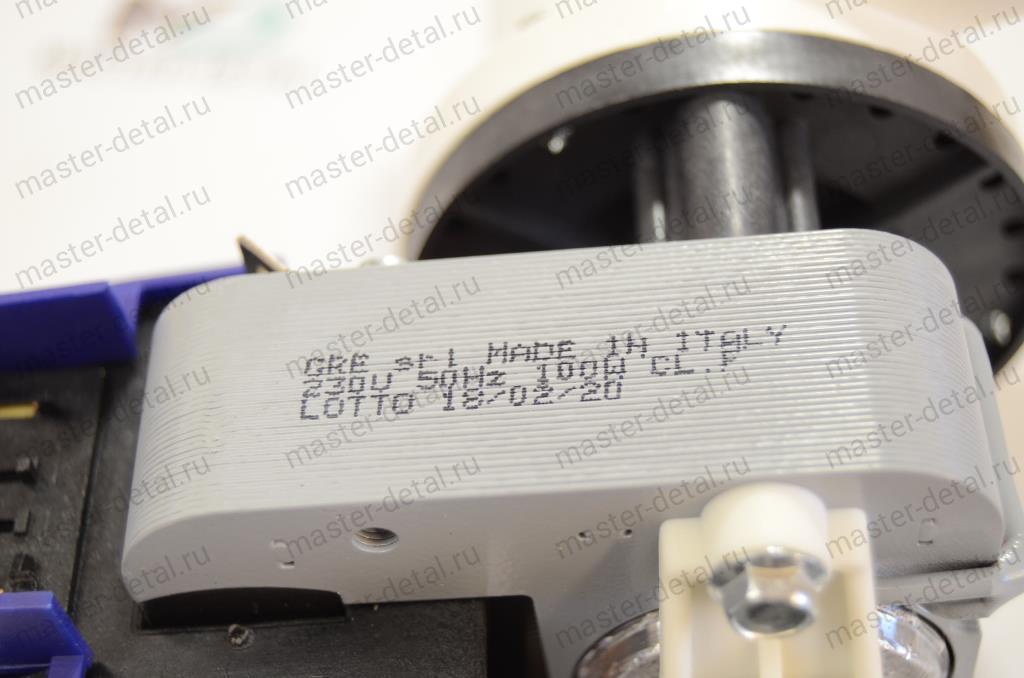 GRE srl MADE IN ITALY
230V 50Hz 100W CL.F
LOTTO 18/02/20
master-detal.ru